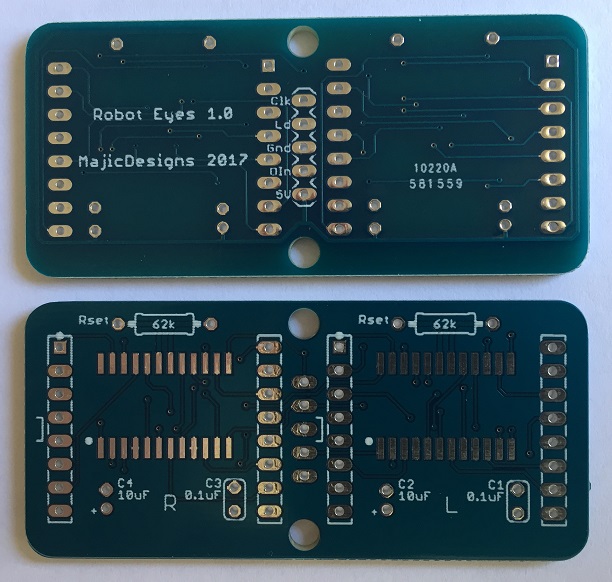 Robot Eyes 1.0
MajicDesigns 2017
Clk
Ld
Gnd
DIn
5V
10220A
581559
Rset
62k
Rset
62k
C4
10uF
+
R
C3
0.1uF
C2
10uF
+
L
C1
0.1uF